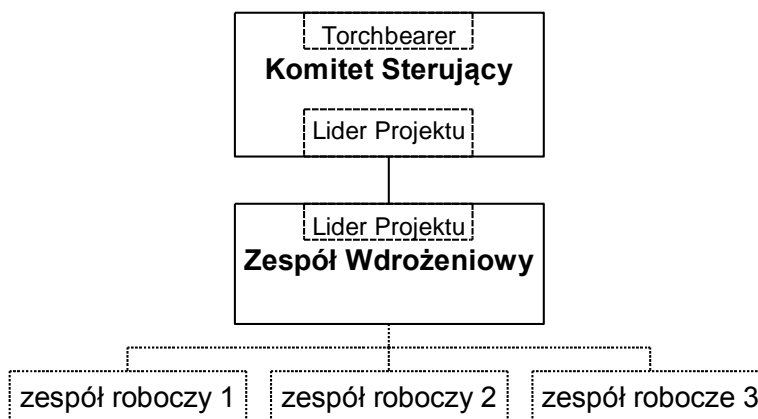 Torchbearer
Komitet Sterujący
Lider Projektu
Lider Projektu
Zespół Wdrożeniowy
zespół roboczy 1
zespół roboczy 2
zespół robocze 3